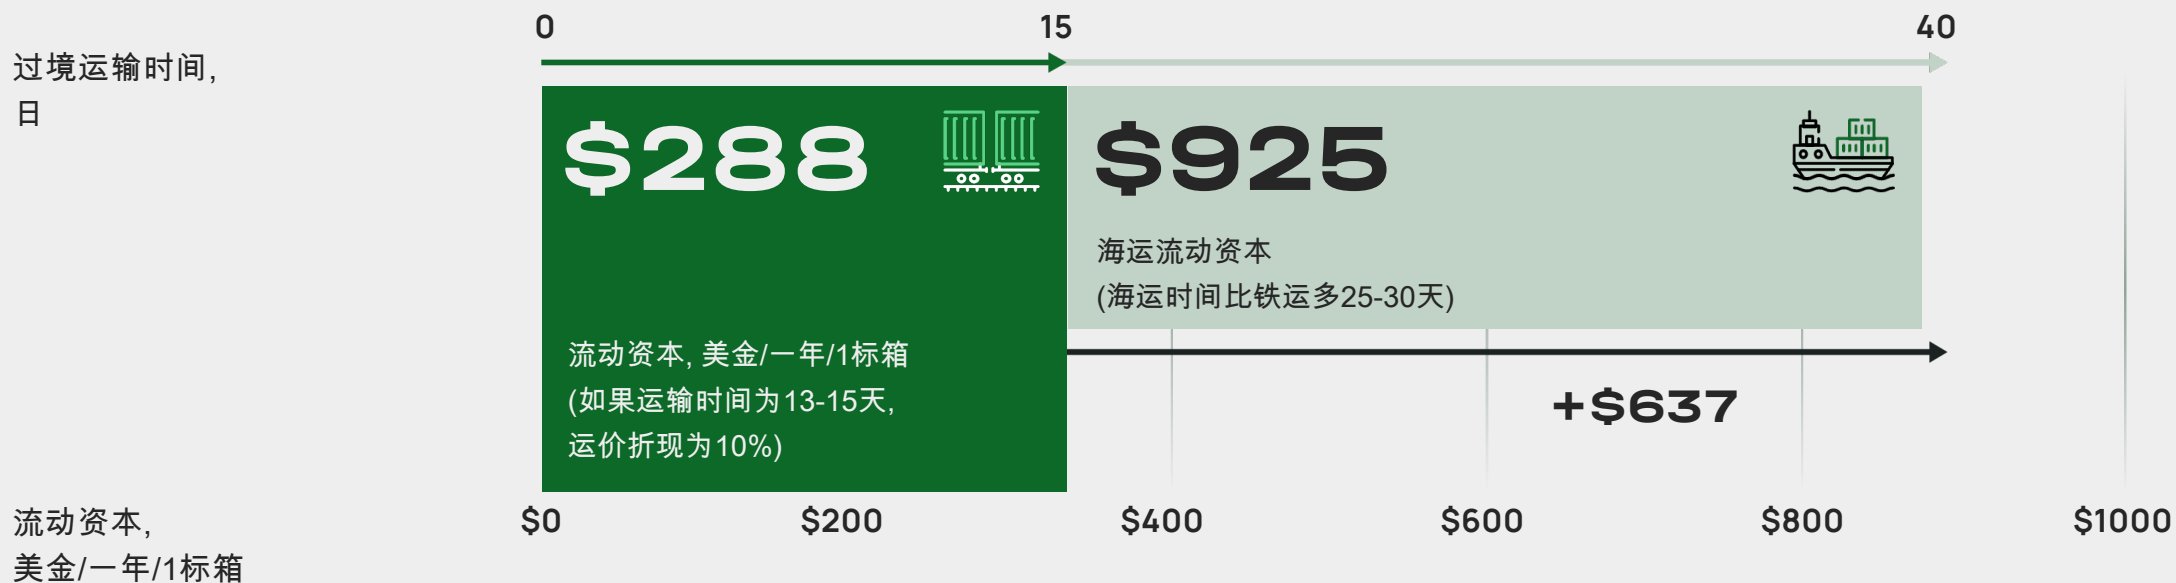 0
15
40
过境运输时间,
日
$288
$925
海运流动资本
(海运时间比铁运多25-30天)
流动资本, 美金/一年/1标箱
(如果运输时间为13-15天,
运价折现为10%)
+$637
$0
$200
$400
$600
$800
$1000
流动资本,
美金/一年/1标箱